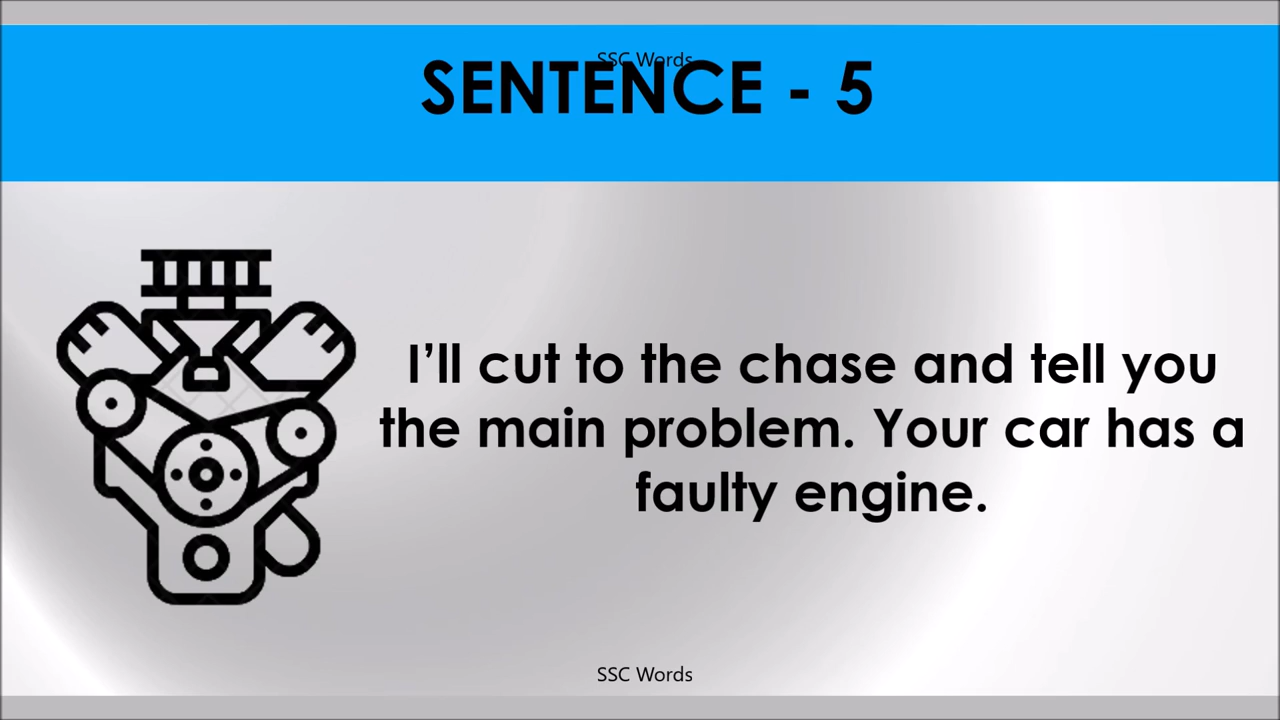 SSC Words
SENTENCE - 5
I’ll cut to the chase and tell you
the main problem. Your car has a
faulty engine.
SSC Words